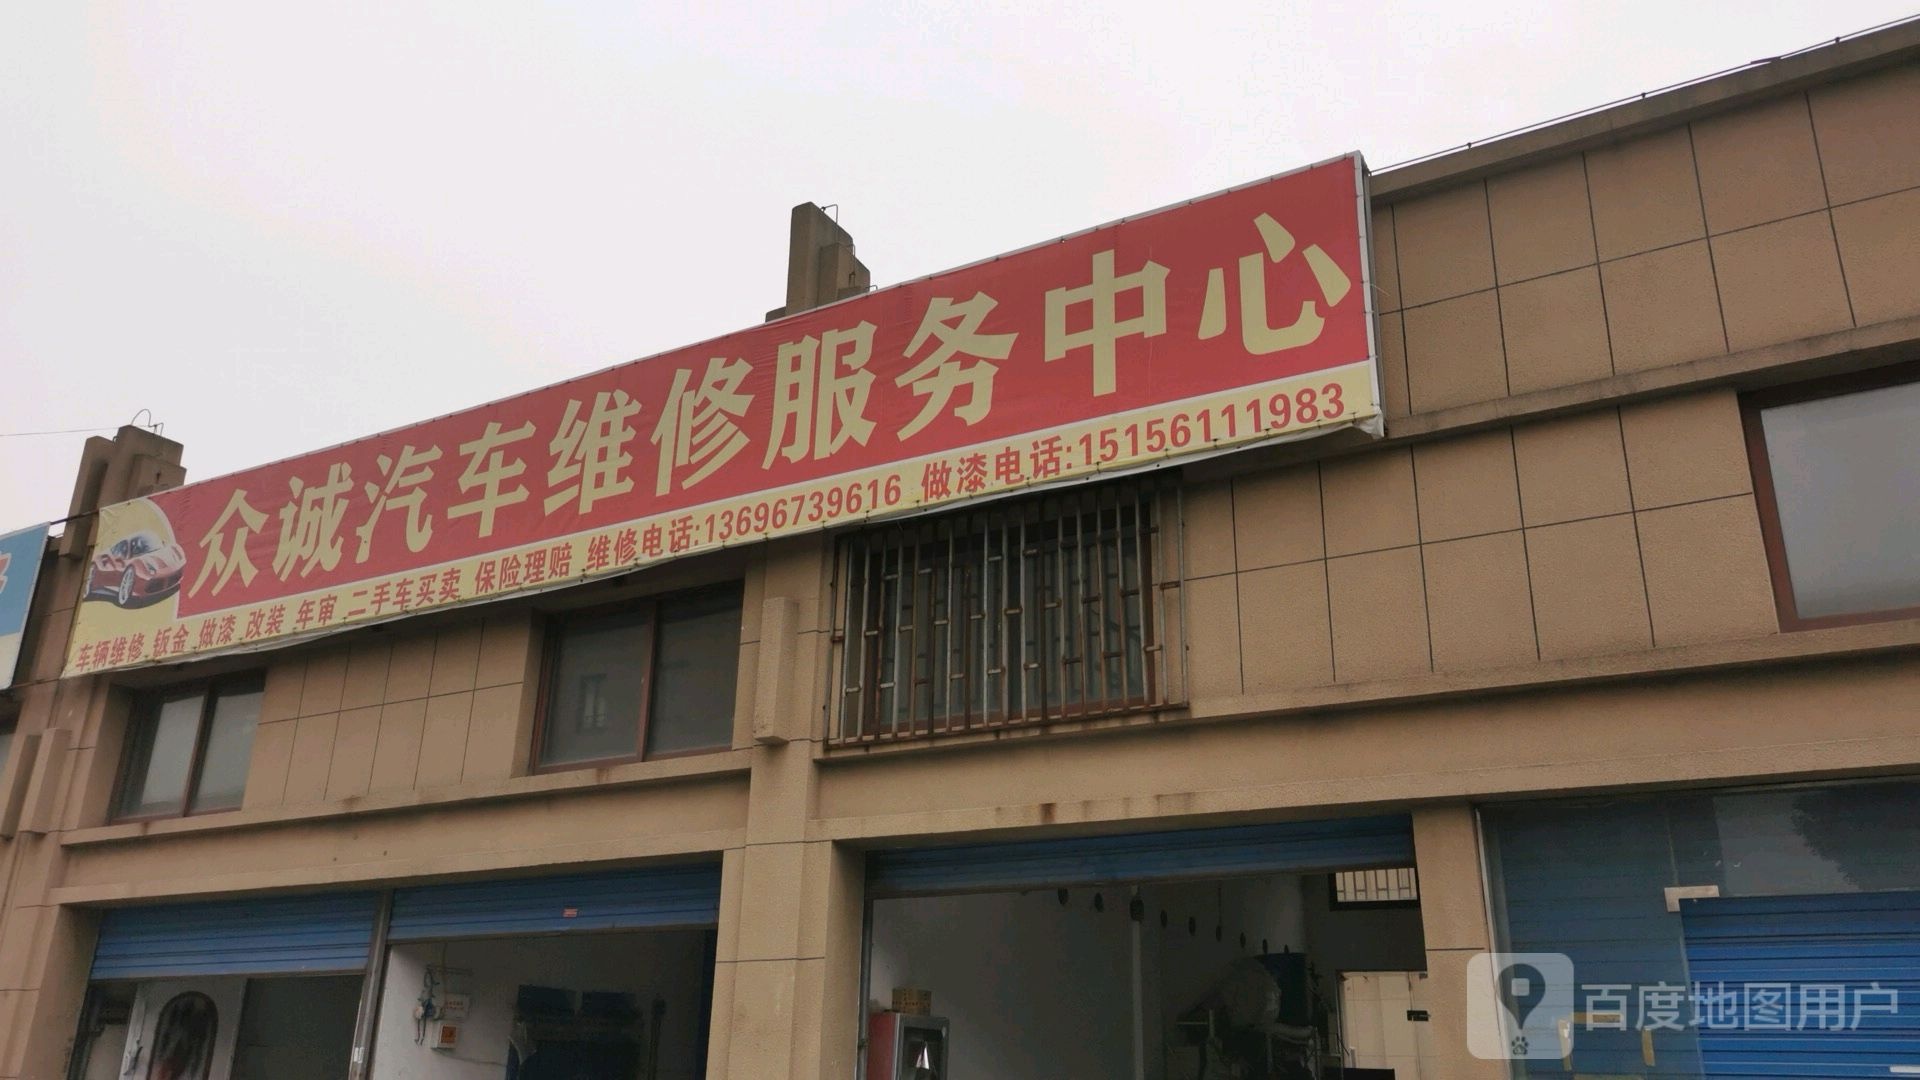 众诚汽车维修服务中心
车辆维修 钣金 做漆 改装 年审 二手车买卖 保险理赔 维修电话:13696739616 做漆电话:15156111983
百度地图用户